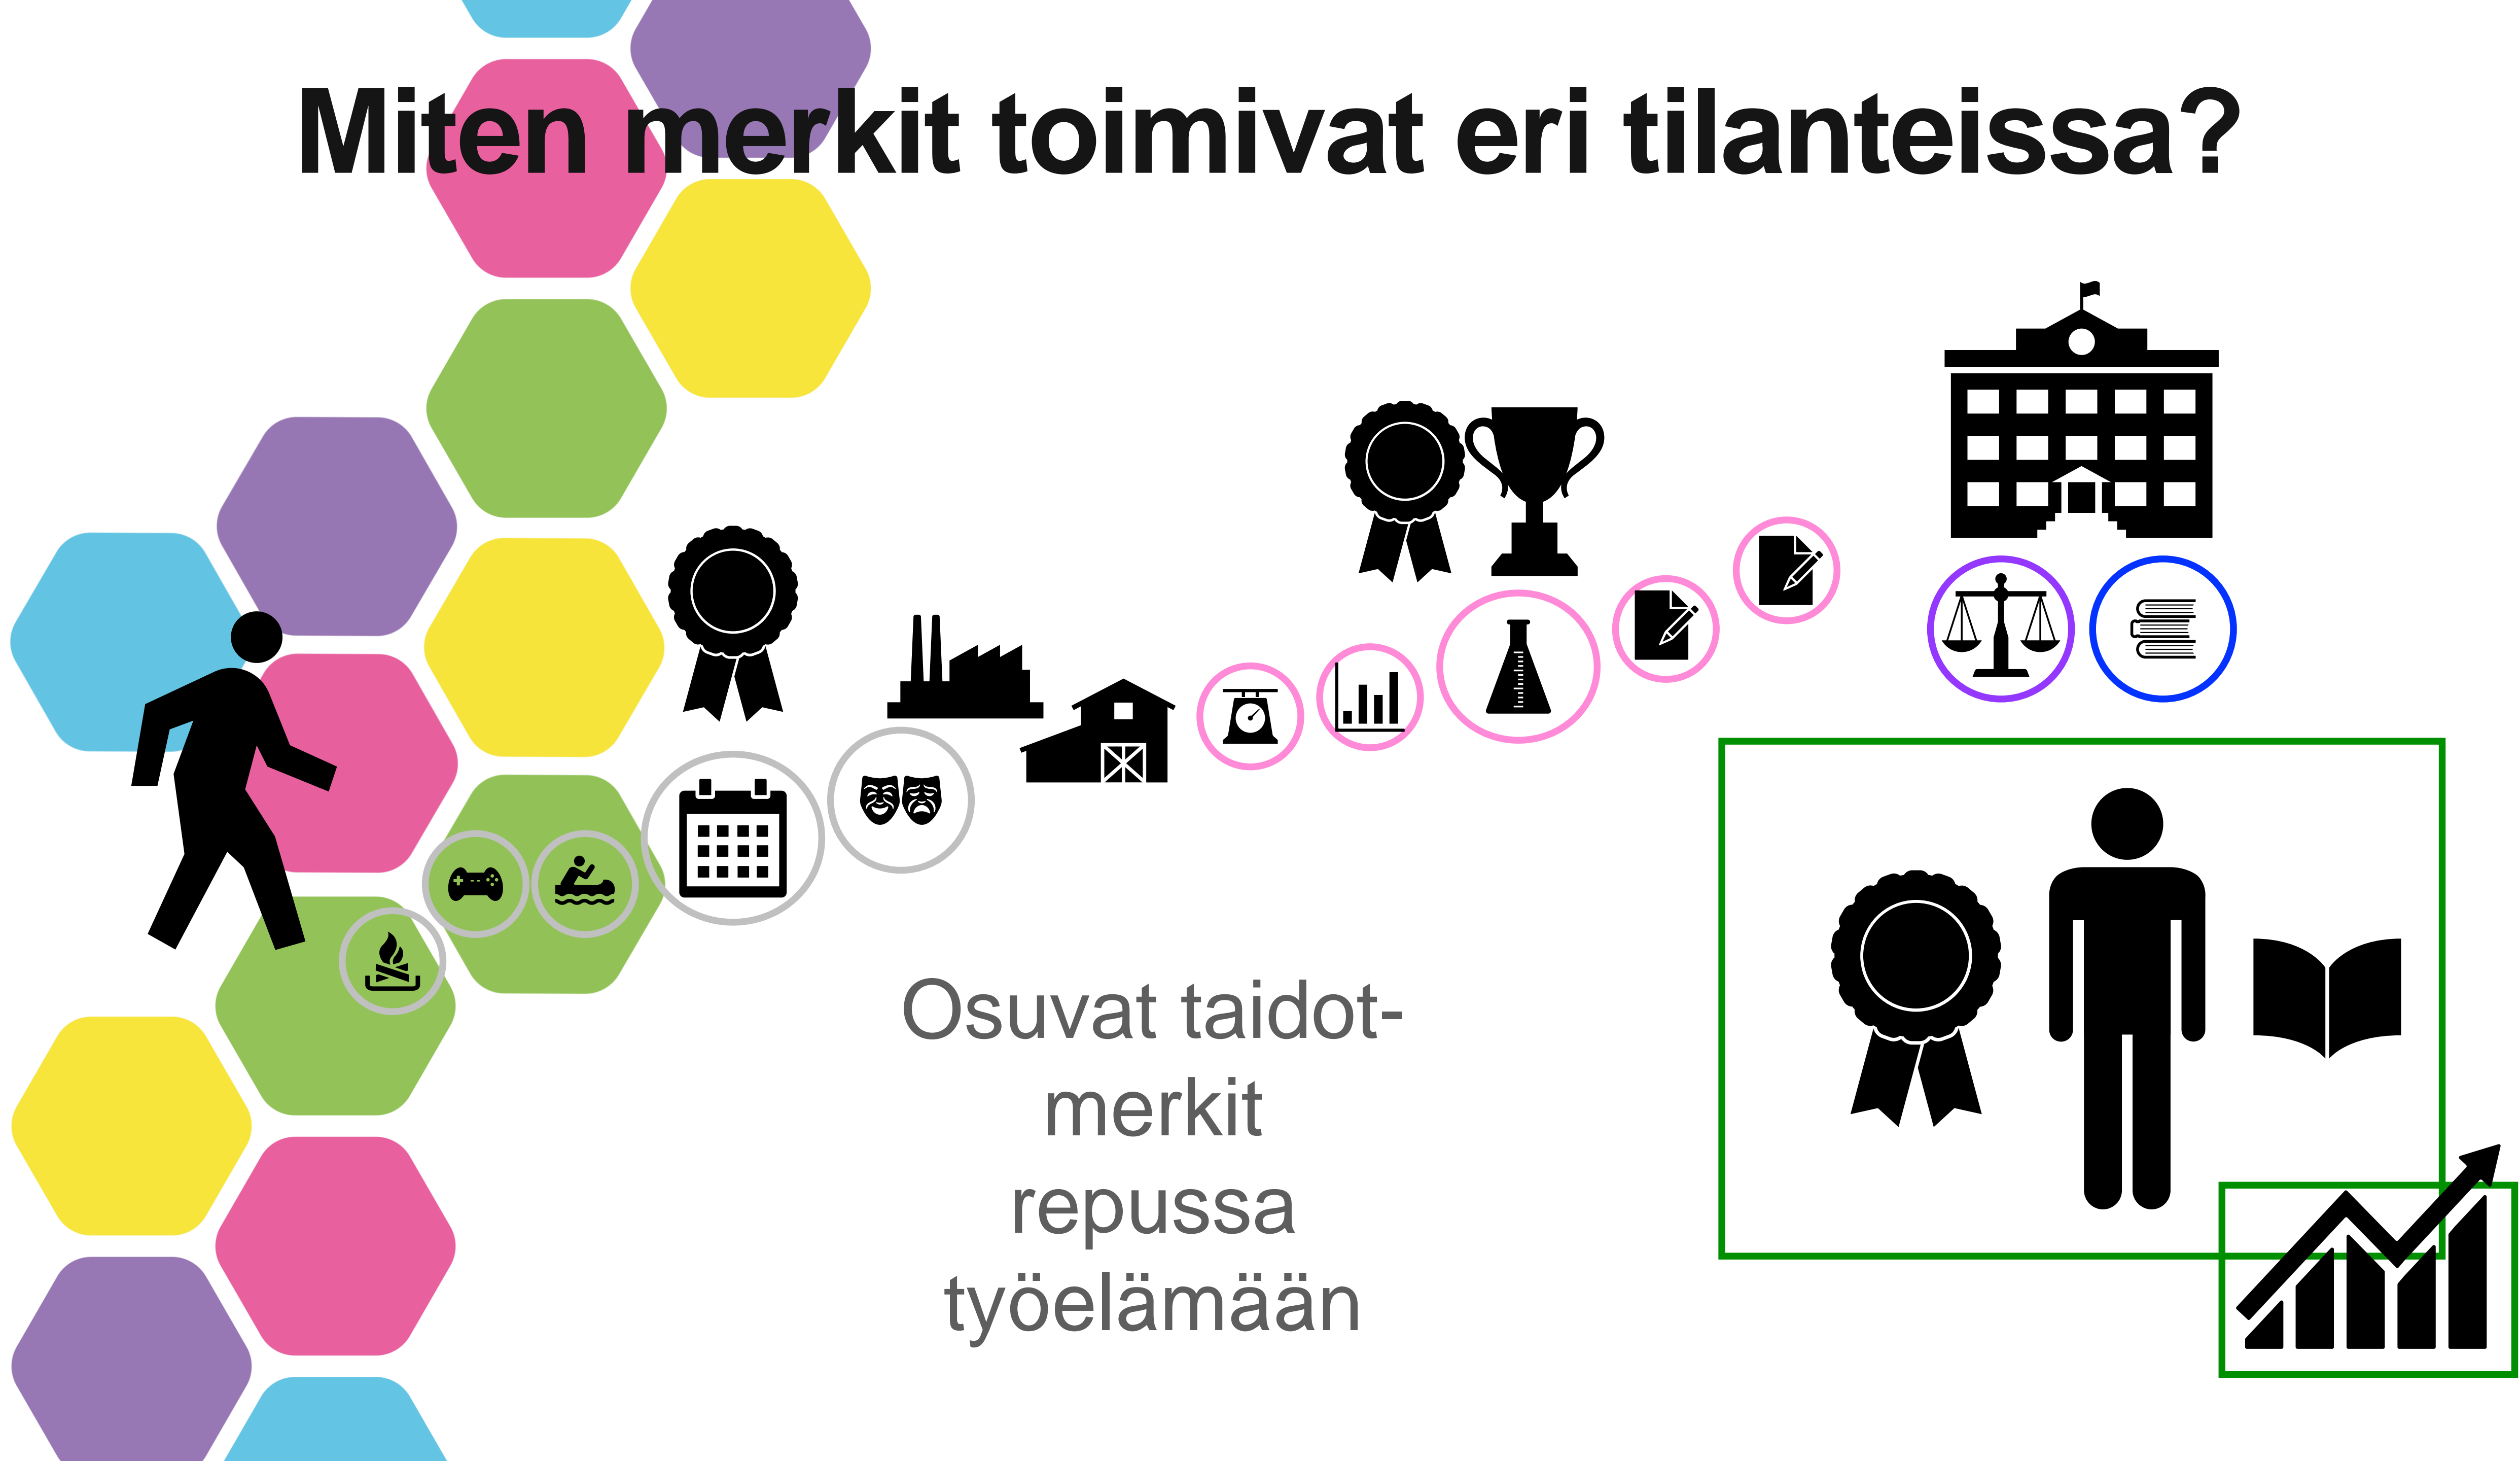 Miten merkit toimivat eri tilanteissa?
Osuvat taidot-
merkit
repussa
työelämään